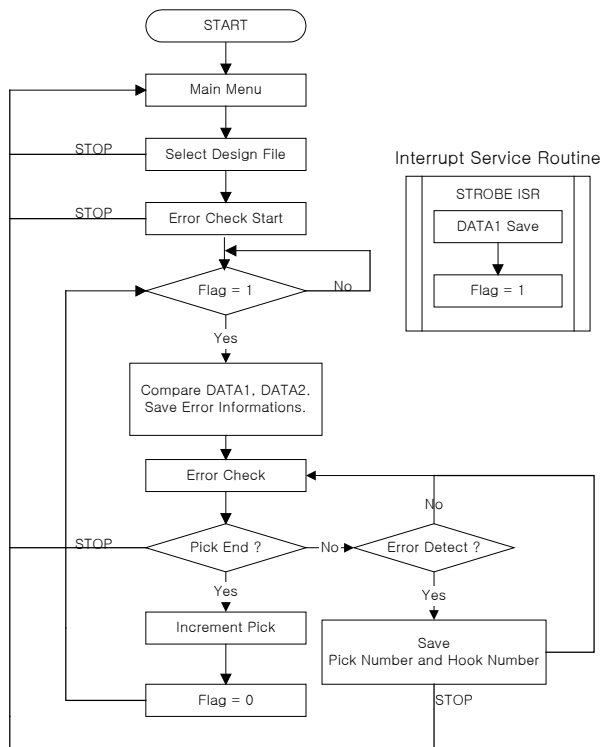 START
Main Menu
STOP
Select Design File
STOP
Error Check Start
Flag = 1
No
Yes
Compare DATA1, DATA2.
Save Error Informations.
Error Check
No
STOP
Pick End ?
No
Error Detect ?
Yes
Yes
Increment Pick
Save
Pick Number and Hook Number
Flag = 0
STOP
Interrupt Service Routine
STROBE ISR
DATA1 Save
Flag = 1